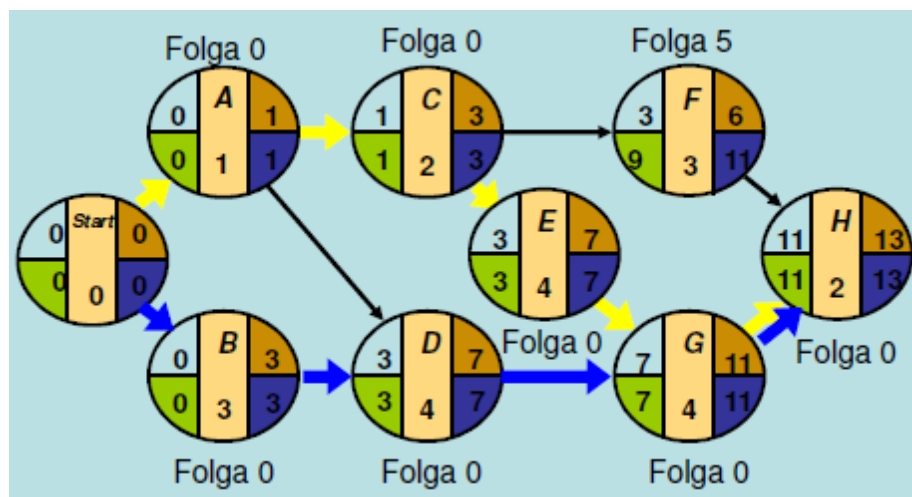 Folga 0
Folga 0
Folga 5
0 A 1
0 1 1
1 C 3
1 2 3
3 F 6
9 3 11
0 Start 0
0 0 0
3 E 7
3 4 7
11 H 13
11 2 13
0 B 3
0 3 3
3 D 7
3 4 7
Folga 0
7 G 11
7 4 11
Folga 0
Folga 0
Folga 0
Folga 0